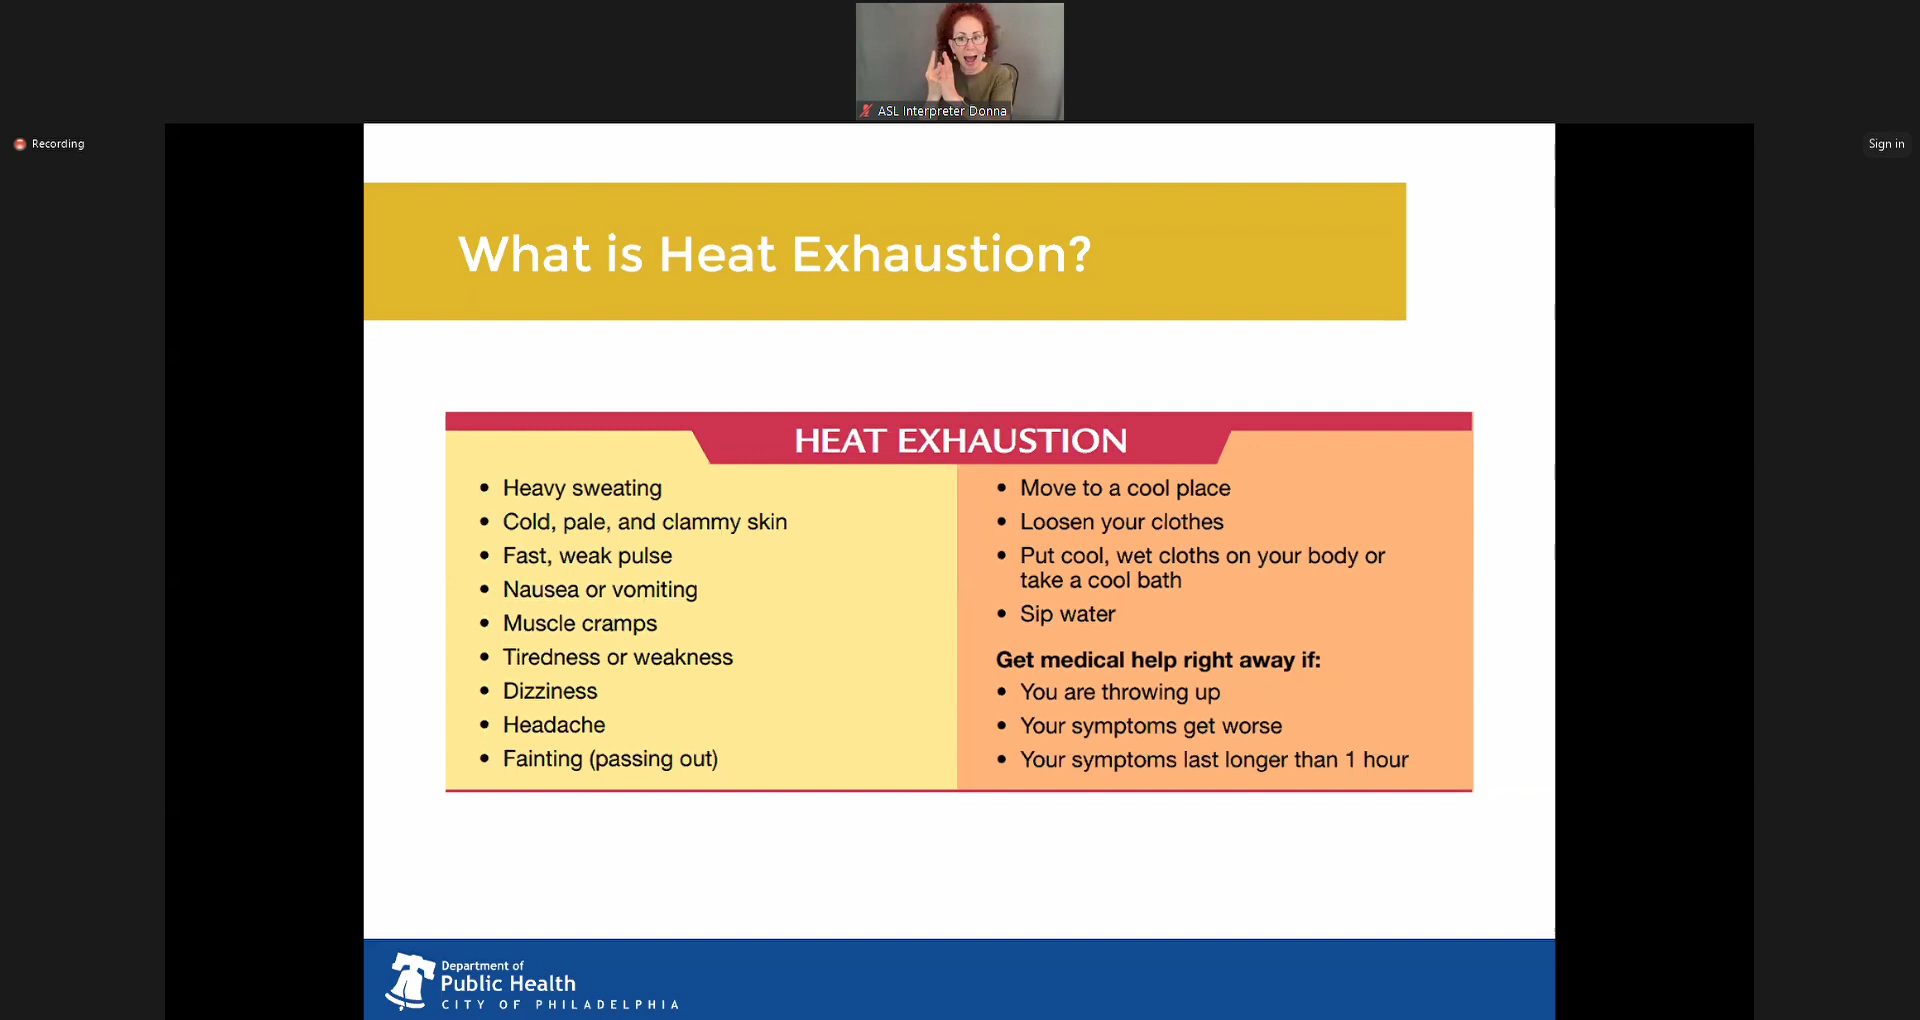 ASL Interpreter Donna
Recording
Sign in
What is Heat Exhaustion?
HEAT EXHAUSTION
• Heavy sweating
• Cold, pale, and clammy skin
• Fast, weak pulse
• Nausea or vomiting
• Muscle cramps
• Tiredness or weakness
• Dizziness
• Headache
• Fainting (passing out)
• Move to a cool place
• Loosen your clothes
• Put cool, wet cloths on your body or
take a cool bath
• Sip water
Get medical help right away if:
• You are throwing up
• Your symptoms get worse
• Your symptoms last longer than 1 hour
Department of
Public Health
CITY OF PHILADELPHIA